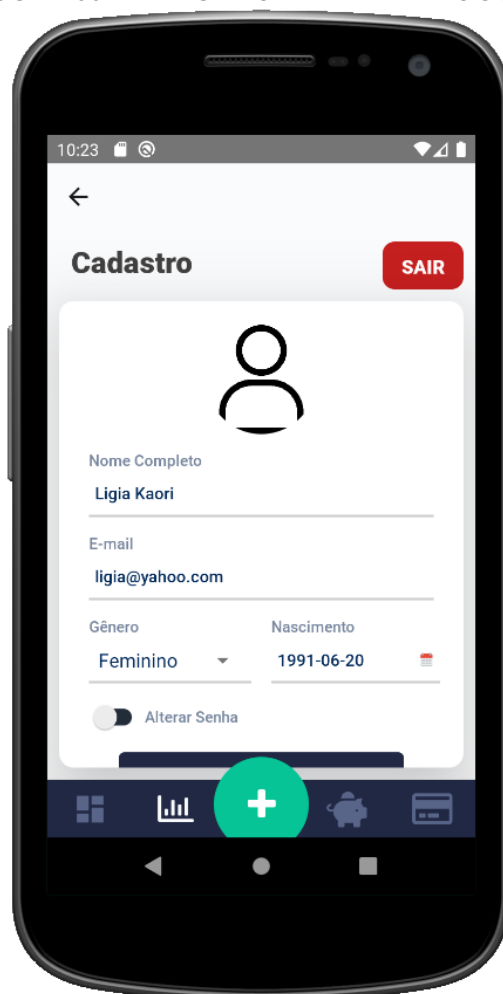 10:23
Cadastro
SAIR
Nome Completo
Ligia Kaori
E-mail
ligia@yahoo.com
Gênero Nascimento
Feminino 1991-06-20
Alterar Senha